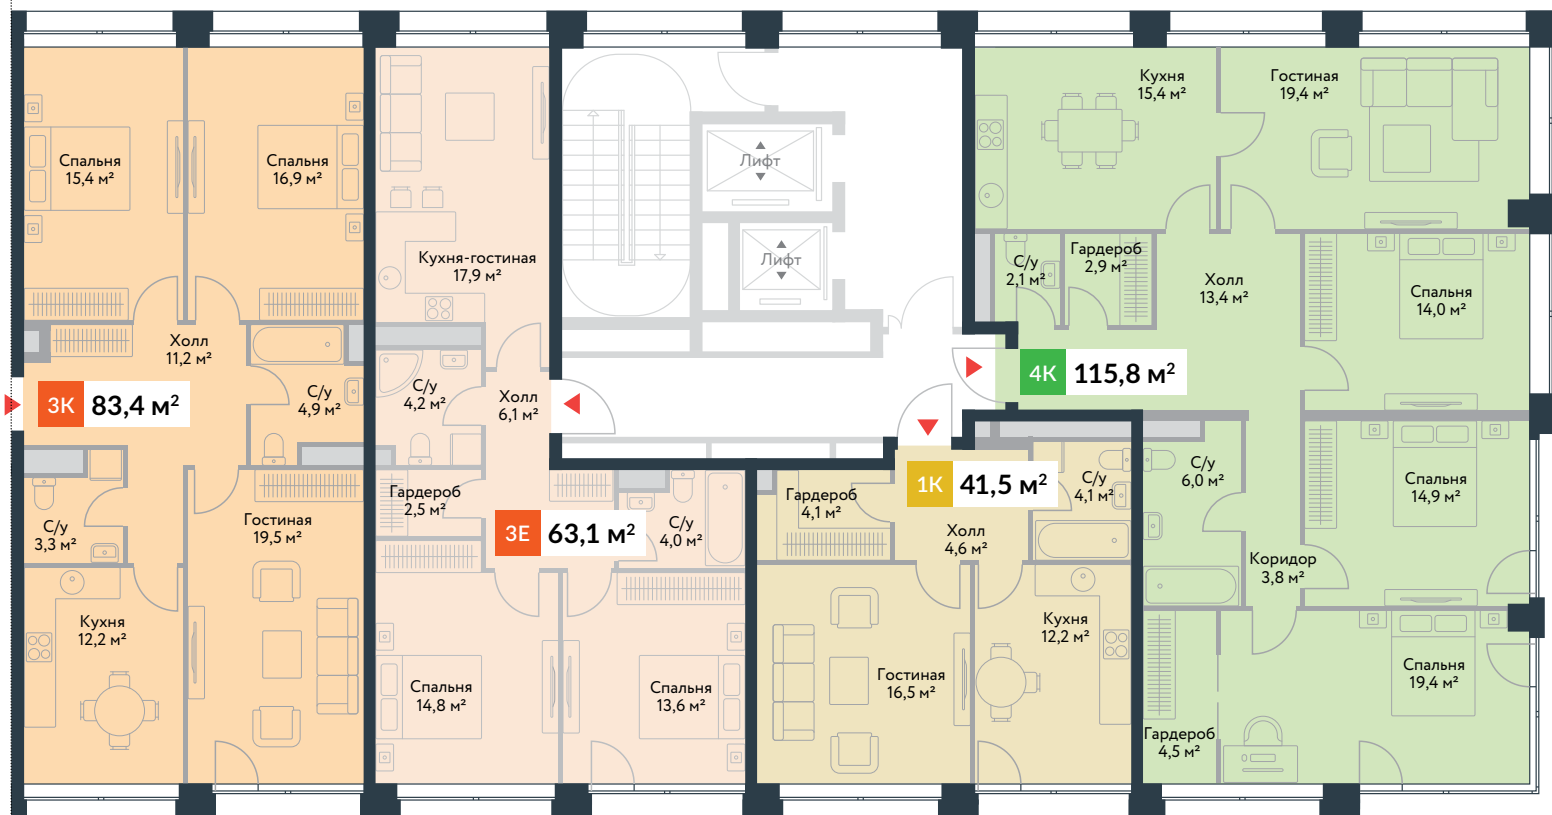 Спальня
15,4 м²
Спальня
16,9 м²
Холл
11,2 м²
3К 83,4 м²
С/у
4,9 м²
С/у
3,3 м²
Гостиная
19,5 м²
Кухня
12,2 м²
Кухня-гостиная
17,9 м²
С/у
4,2 м²
Холл
6,1 м²
Гардероб
2,5 м²
3Е 63,1 м²
С/у
4,0 м²
Спальня
14,8 м²
Спальня
13,6 м²
Лифт
Лифт
Гардероб
4,1 м²
1К 41,5 м²
С/у
4,1 м²
Холл
4,6 м²
Гостиная
16,5 м²
Кухня
12,2 м²
Кухня
15,4 м²
Гостиная
19,4 м²
С/у
2,1 м²
Гардероб
2,9 м²
Холл
13,4 м²
Спальня
14,0 м²
4К 115,8 м²
С/у
6,0 м²
Спальня
14,9 м²
Коридор
3,8 м²
Спальня
19,4 м²
Гардероб
4,5 м²